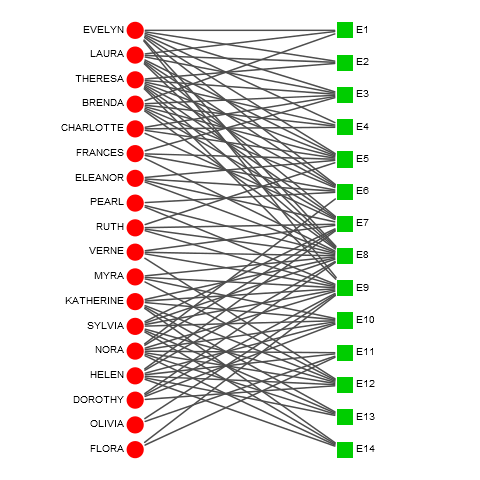 EVELYN
LAURA
THERESA
BRENDA
CHARLOTTE
FRANCES
ELEANOR
PEARL
RUTH
VERNE
MYRA
KATHERINE
SYLVIA
NORA
HELEN
DOROTHY
OLIVIA
FLORA
E1
E2
E3
E4
E5
E6
E7
E8
E9
E10
E11
E12
E13
E14